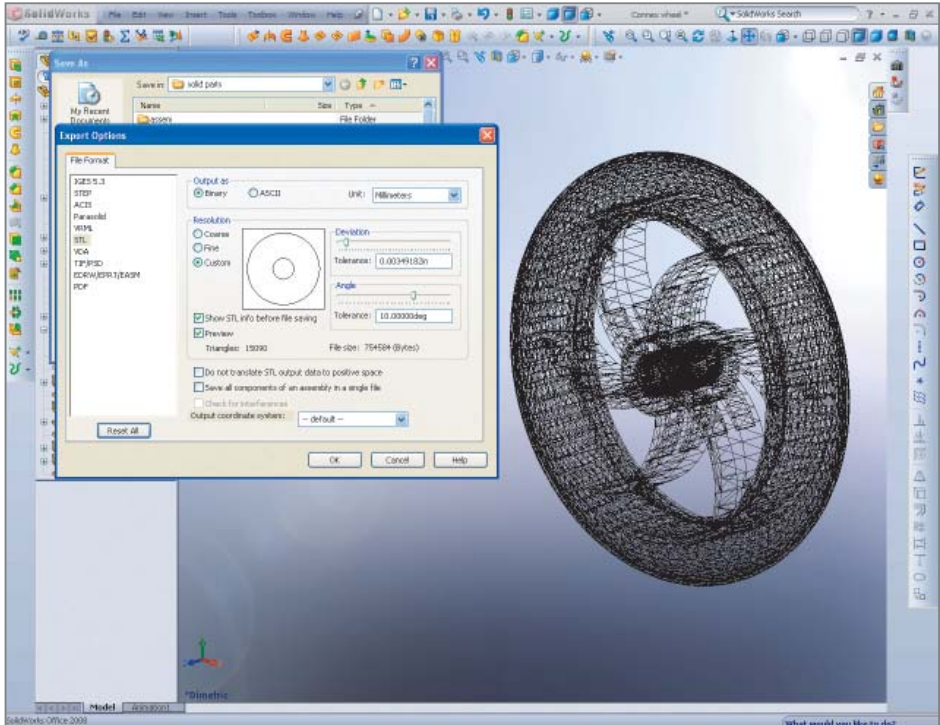 SolidWorks File Edit View Insert Tools Toolbox Window Help
Connes wheel *
SolidWorks Search
Save As
Save in: solid parts
My Recent Documents
Name Size Type
assem File Folder
Export Options
File Format
IGES 5.3
STEP
ACIS
Parasolid
VRML
STL
VDA
TIF/PSD
EDRW/EPRT/EASM
PDF
Reset All
Output as
Binary ASCII Unit: Millimeters
Resolution
Coarse
Fine
Custom
Deviation
Tolerance: 0.00349182in
Angle
Tolerance: 10.00000deg
Show STL info before file saving
Preview
Triangles: 15090 File size: 754584 (Bytes)
Do not translate STL output data to positive space
Save all components of an assembly in a single file
Check for interferences
Output coordinate system: -- default --
OK Cancel Help
*Dimetric
Model Animation1
SolidWorks Office 2008
What would you like to do?